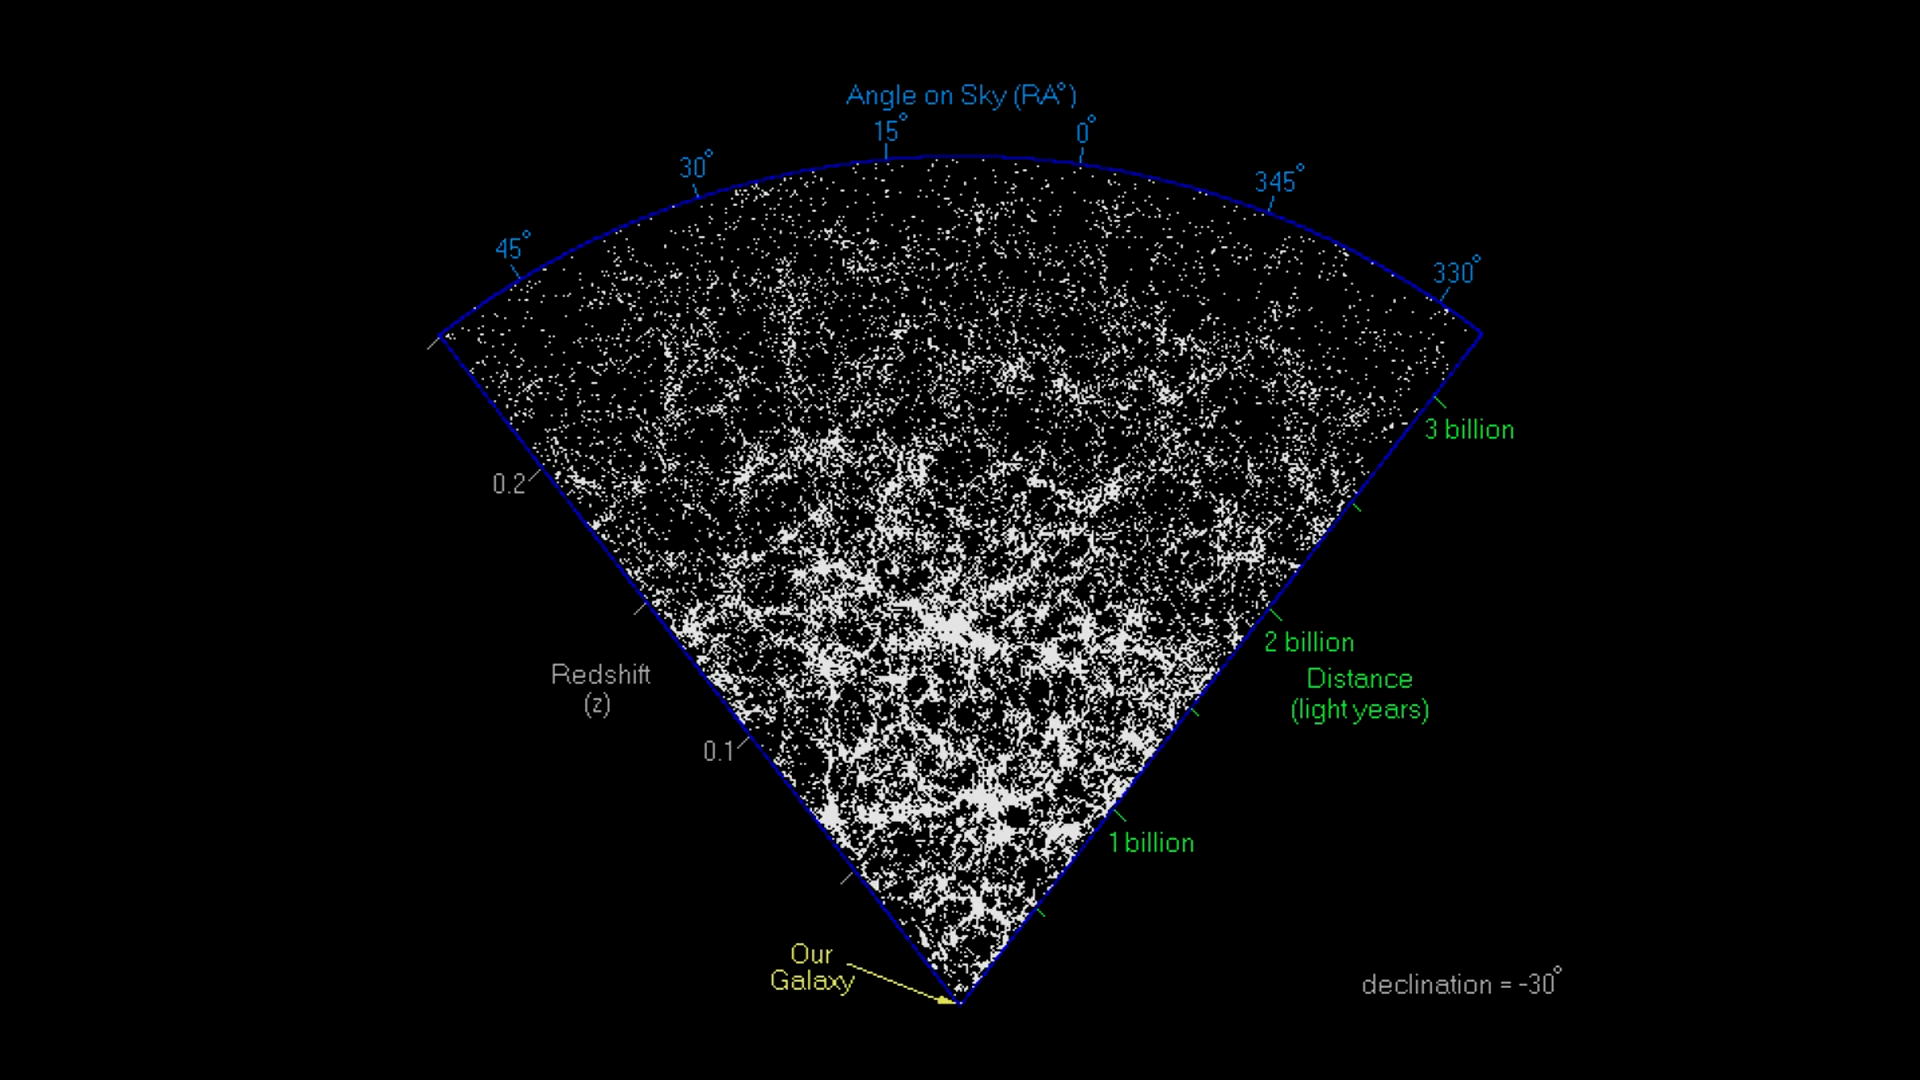 Angle on Sky (RA°)
15°
0°
30°
345°
45°
330°
3 billion
0.2
2 billion
Redshift
(z)
Distance
(light years)
0.1
1 billion
Our
Galaxy
declination = -30°